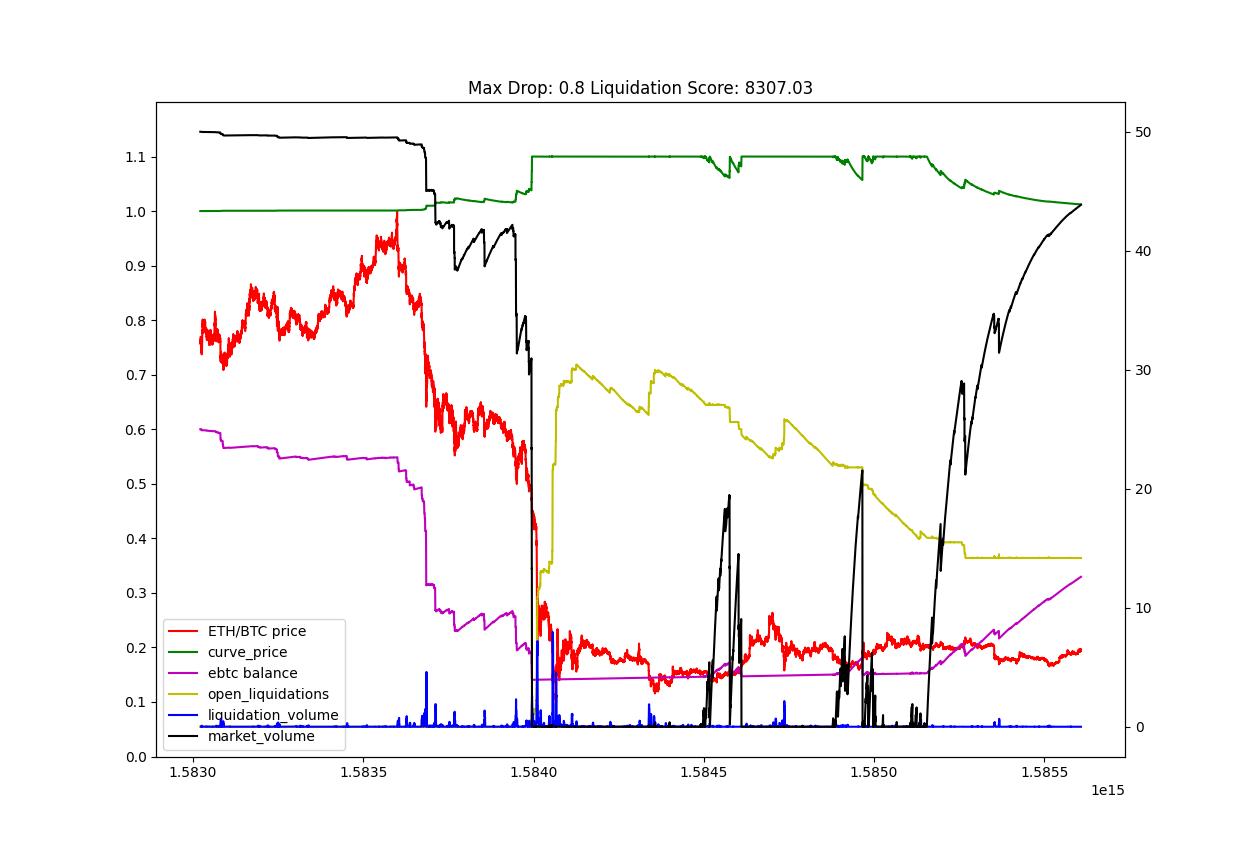 Max Drop: 0.8 Liquidation Score: 8307.03
1.1
1.0
0.9
0.8
0.7
0.6
0.5
0.4
0.3
0.2
0.1
0.0
50
40
30
20
10
0
ETH/BTC price
curve_price
ebtc balance
open_liquidations
liquidation_volume
market_volume
1.5830 1.5835 1.5840 1.5845 1.5850 1.5855
1e15